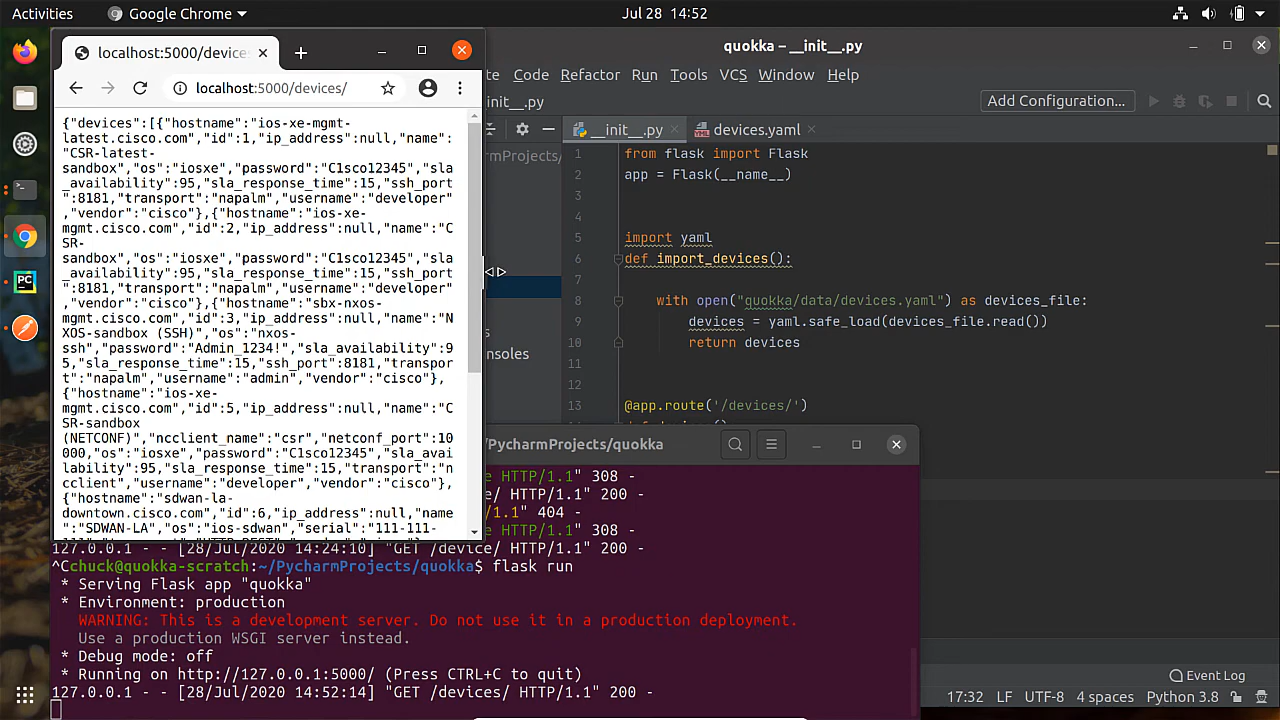 Activities
Google Chrome
Jul 28 14:52
localhost:5000/device
localhost:5000/devices/
{"devices":[{"hostname":"ios-xe-mgmt-
latest.cisco.com","id":1,"ip_address":null,"name":
"CSR-latest-
sandbox","os":"iosxe","password":"C1sco12345","sla
_availability":95,"sla_response_time":15,"ssh_port
":8181,"transport":"napalm","username":"developer"
,"vendor":"cisco"},{"hostname":"ios-xe-
mgmt.cisco.com","id":2,"ip_address":null,"name":"C
SR-
sandbox","os":"iosxe","password":"C1sco12345","sla
_availability":95,"sla_response_time":15,"ssh_port
":8181,"transport":"napalm","username":"developer"
,"vendor":"cisco"},{"hostname":"sbx-nxos-
mgmt.cisco.com","id":3,"ip_address":null,"name":"N
XOS-sandbox (SSH)","os":"nxos-
ssh","password":"Admin_1234!","sla_availability":9
5,"sla_response_time":15,"ssh_port":8181,"transpor
t":"napalm","username":"admin","vendor":"cisco"},
{"hostname":"ios-xe-
mgmt.cisco.com","id":5,"ip_address":null,"name":"C
SR-sandbox
(NETCONF)","ncclient_name":"csr","netconf_port":10
000,"os":"iosxe","password":"C1sco12345","sla_avai
lability":95,"sla_response_time":15,"transport":"n
cclient","username":"developer","vendor":"cisco"},
{"hostname":"sdwan-la-
downtown.cisco.com","id":6,"ip_address":null,"name
":"SDWAN-LA","os":"ios-sdwan","serial":"111-111-
quokka – __init__.py
te Code Refactor Run Tools VCS Window Help
init__.py
Add Configuration...
__init__.py
devices.yaml
armProjects/
nsoles
1 from flask import Flask
2 app = Flask(__name__)
3
4
5 import yaml
6 def import_devices():
7
8 with open("quokka/data/devices.yaml") as devices_file:
9 devices = yaml.safe_load(devices_file.read())
10 return devices
11
12
13 @app.route('/devices/')
/PycharmProjects/quokka
e HTTP/1.1" 308 -
e/ HTTP/1.1" 200 -
/1.1" 404 -
e HTTP/1.1" 308 -
127.0.0.1 - - [28/Jul/2020 14:24:10] "GET /device/ HTTP/1.1" 200 -
^Cchuck@quokka-scratch:~/PycharmProjects/quokka$ flask run
* Serving Flask app "quokka"
* Environment: production
WARNING: This is a development server. Do not use it in a production deployment.
Use a production WSGI server instead.
* Debug mode: off
* Running on http://127.0.0.1:5000/ (Press CTRL+C to quit)
127.0.0.1 - - [28/Jul/2020 14:52:14] "GET /devices/ HTTP/1.1" 200 -
Event Log
17:32 LF UTF-8 4 spaces Python 3.8